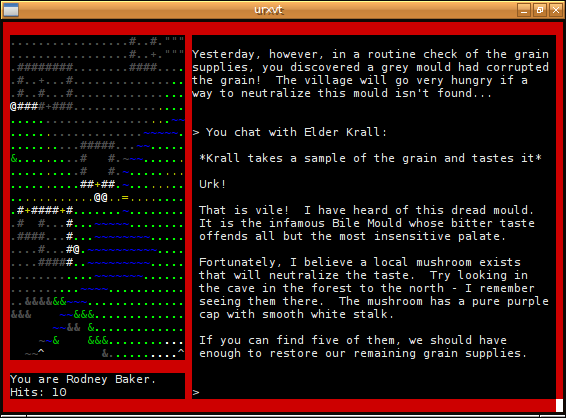 urxvt
Yesterday, however, in a routine check of the grain
supplies, you discovered a grey mould had corrupted
the grain!  The village will go very hungry if a
way to neutralize this mould isn't found...
> You chat with Elder Krall:
*Krall takes a sample of the grain and tastes it*
Urk!
That is vile!  I have heard of this dread mould.
It is the infamous Bile Mould whose bitter taste
offends all but the most insensitive palate.
Fortunately, I believe a local mushroom exists
that will neutralize the taste.  Try looking in
the cave in the forest to the north - I remember
seeing them there.  The mushroom has a pure purple
cap with smooth white stalk.
If you can find five of them, we should have
enough to restore our remaining grain supplies.
>
You are Rodney Baker.
Hits: 10